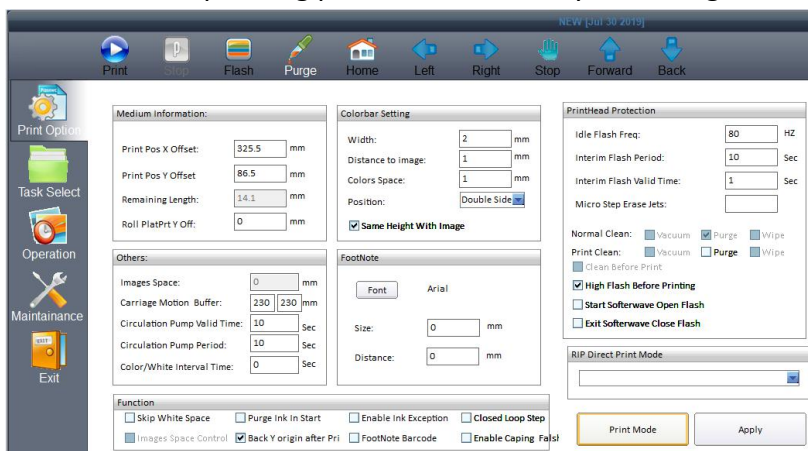 NEW [Jul 30 2019]
Print Stop Flash Purge Home Left Right Stop Forward Back
Print Option
Task Select
Operation
Maintainance
Exit
Medium Information:
Print Pos X Offset: 325.5 mm
Print Pos Y Offset 86.5 mm
Remaining Length: 14.1 mm
Roll PlatPrt Y Off: 0 mm
Others:
Images Space: 0 mm
Carriage Motion Buffer: 230 230 mm
Circulation Pump Valid Time: 10 Sec
Circulation Pump Period: 10 Sec
Color/White Interval Time: 0 Sec
Colorbar Setting
Width: 2 mm
Distance to image: 1 mm
Colors Space: 1 mm
Position: Double Side
Same Height With Image
FootNote
Font Arial
Size: 0 mm
Distance: 0 mm
Function
Skip White Space Purge Ink In Start Enable Ink Exception Closed Loop Step
Images Space Control Back Y origin after Pri FootNote Barcode Enable Caping Falsh
PrintHead Protection
Idle Flash Freq: 80 HZ
Interim Flash Period: 10 Sec
Interim Flash Valid Time: 1 Sec
Micro Step Erase Jets:
Normal Clean: Vacuum Purge Wipe
Print Clean: Vacuum Purge Wipe
Clean Before Print
High Flash Before Printing
Start Softerwave Open Flash
Exit Softerwave Close Flash
RIP Direct Print Mode
Print Mode Apply